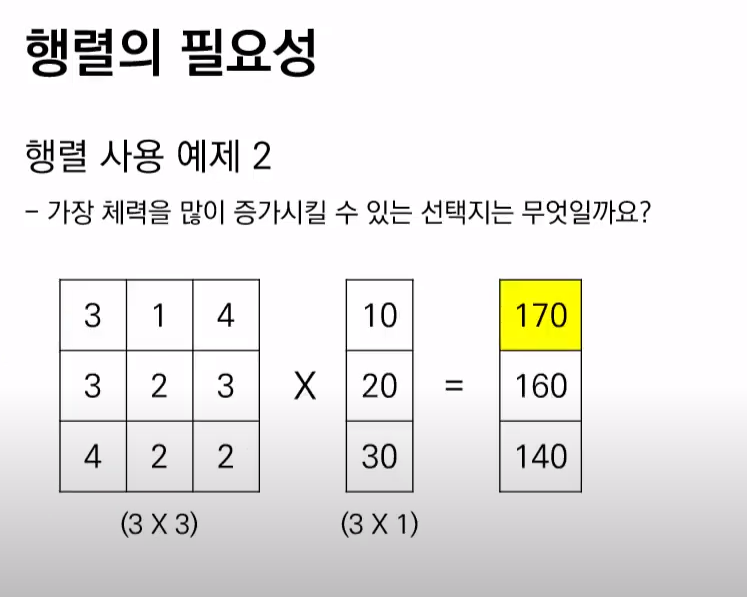 행렬의 필요성
행렬 사용 예제 2
- 가장 체력을 많이 증가시킬 수 있는 선택지는 무엇일까요?
3 1 4 10 170
3 2 3 X 20 = 160
4 2 2 30 140
(3 X 3) (3 X 1)